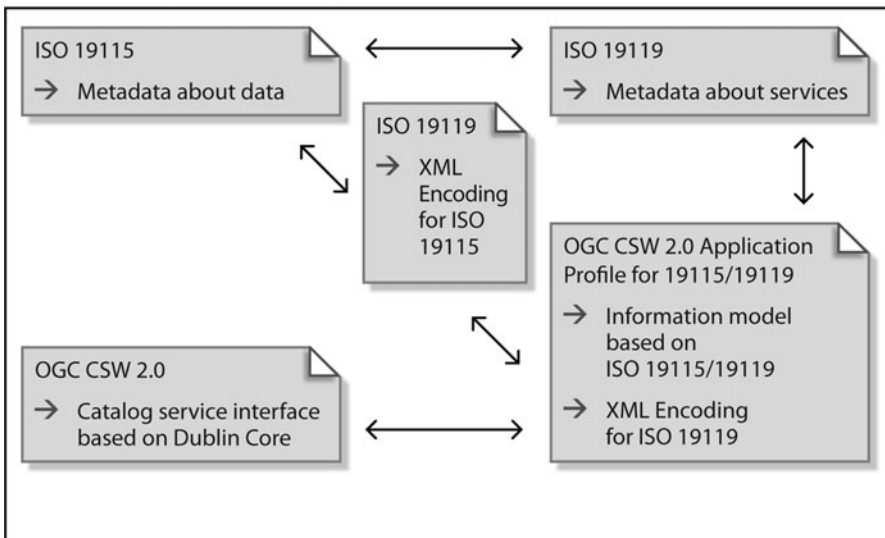 ISO 19115
→ Metadata about data
ISO 19119
→ Metadata about services
ISO 19119
→ XML
Encoding
for ISO
19115
OGC CSW 2.0 Application
Profile for 19115/19119
→ Information model
based on
ISO 19115/19119
→ XML Encoding
for ISO 19119
OGC CSW 2.0
→ Catalog service interface
based on Dublin Core